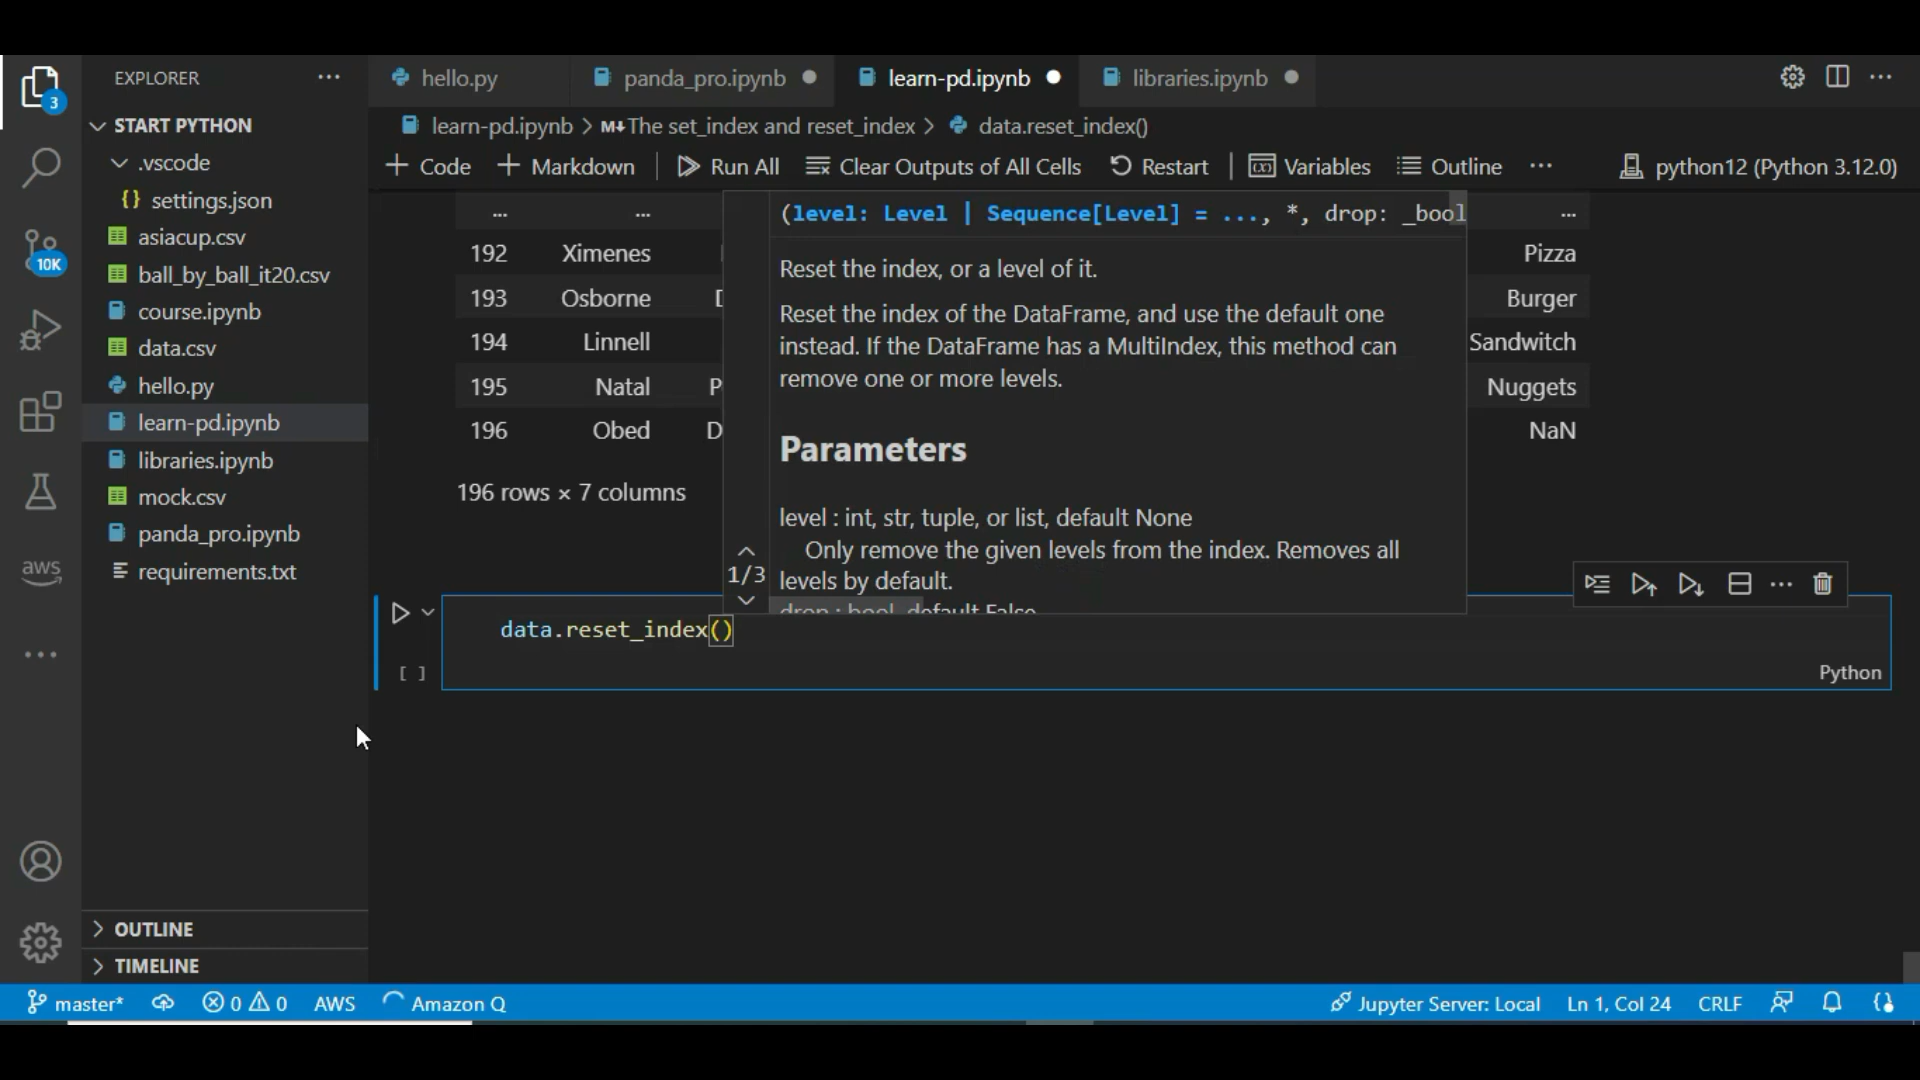 EXPLORER ...
hello.py
panda_pro.ipynb
learn-pd.ipynb
libraries.ipynb
...
START PYTHON
learn-pd.ipynb > M↓The set_index and reset_index > data.reset_index()
.vscode
+ Code + Markdown Run All Clear Outputs of All Cells Restart Variables Outline ... python12 (Python 3.12.0)
{} settings.json
asiacup.csv
ball_by_ball_it20.csv
course.ipynb
data.csv
hello.py
learn-pd.ipynb
libraries.ipynb
mock.csv
panda_pro.ipynb
requirements.txt
3
10K
aws
...
... ... ...
192 Ximenes Pizza
193 Osborne Burger
194 Linnell Sandwitch
195 Natal P Nuggets
196 Obed D NaN
196 rows × 7 columns
(level: Level | Sequence[Level] = ..., *, drop: _bool
Reset the index, or a level of it.
Reset the index of the DataFrame, and use the default one
instead. If the DataFrame has a MultiIndex, this method can
remove one or more levels.
Parameters
level : int, str, tuple, or list, default None
Only remove the given levels from the index. Removes all
levels by default.
drop : bool, default False
1/3
...
data.reset_index()
[ ]
Python
OUTLINE
TIMELINE
master* 0 0 AWS Amazon Q Jupyter Server: Local Ln 1, Col 24 CRLF